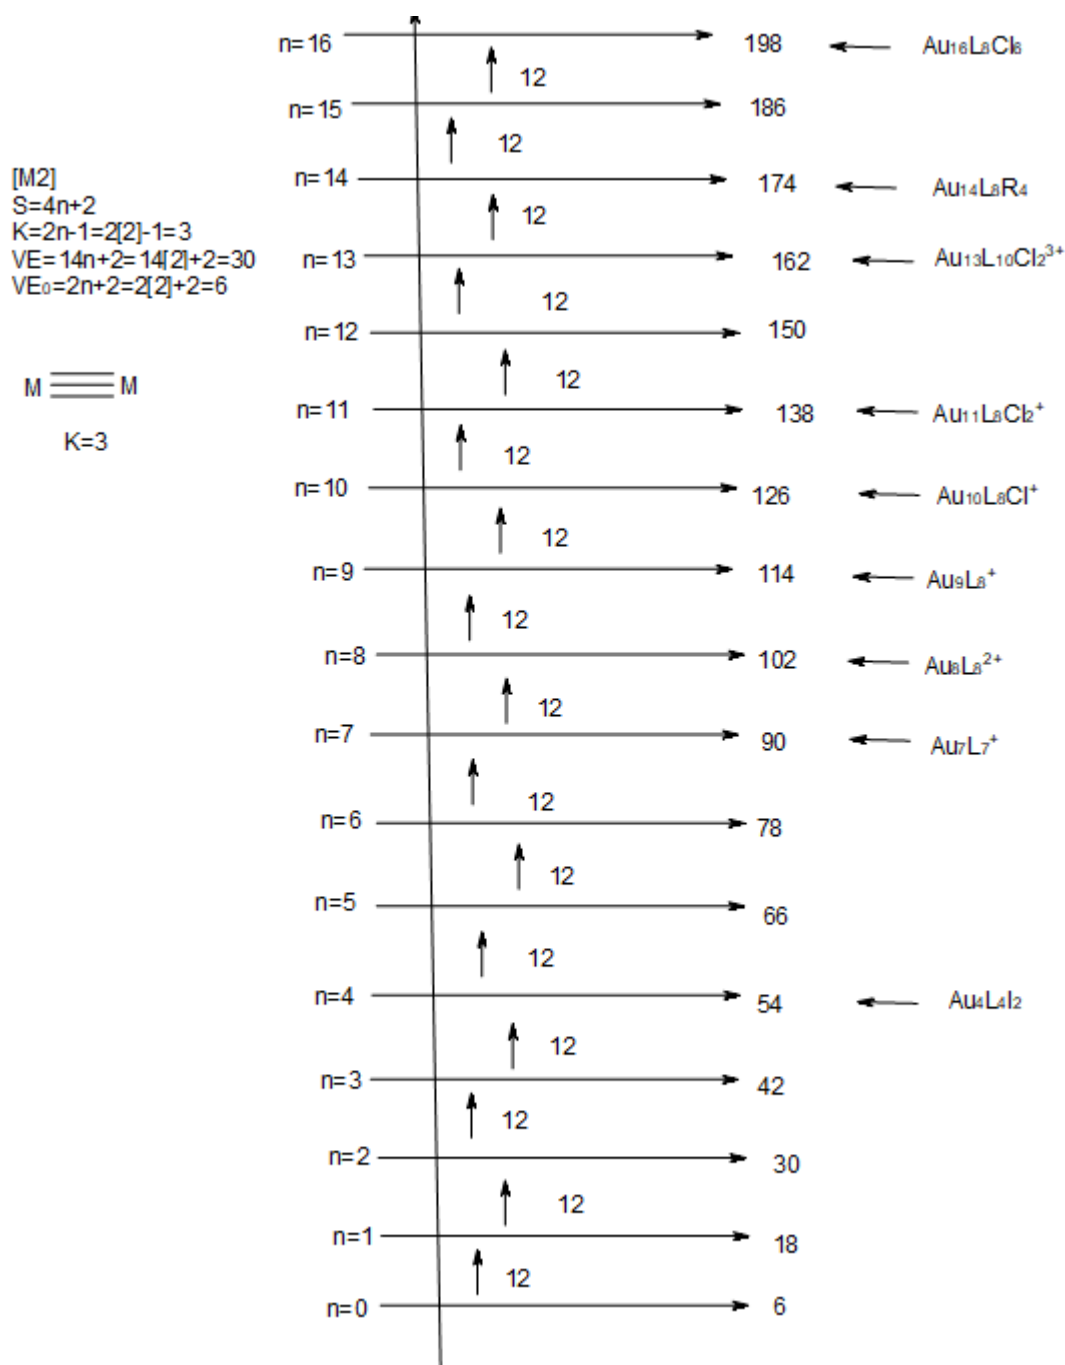 n=16 198 Au₁₆L₈Cl₆
12
n=15 186
12
[M2]
S=4n+2
K=2n-1=2[2]-1=3
VE=14n+2=14[2]+2=30
VE₀=2n+2=2[2]+2=6
n=14 174 Au₁₄L₈R₄
12
n=13 162 Au₁₃L₁₀Cl₂³⁺
12
n=12 150
12
M M
K=3
n=11 138 Au₁₁L₈Cl₂⁺
12
n=10 126 Au₁₀L₈Cl⁺
12
n=9 114 Au₉L₈⁺
12
n=8 102 Au₈L₈²⁺
12
n=7 90 Au₇L₇⁺
12
n=6 78
12
n=5 66
12
n=4 54 Au₄L₄I₂
12
n=3 42
12
n=2 30
12
n=1 18
12
n=0 6